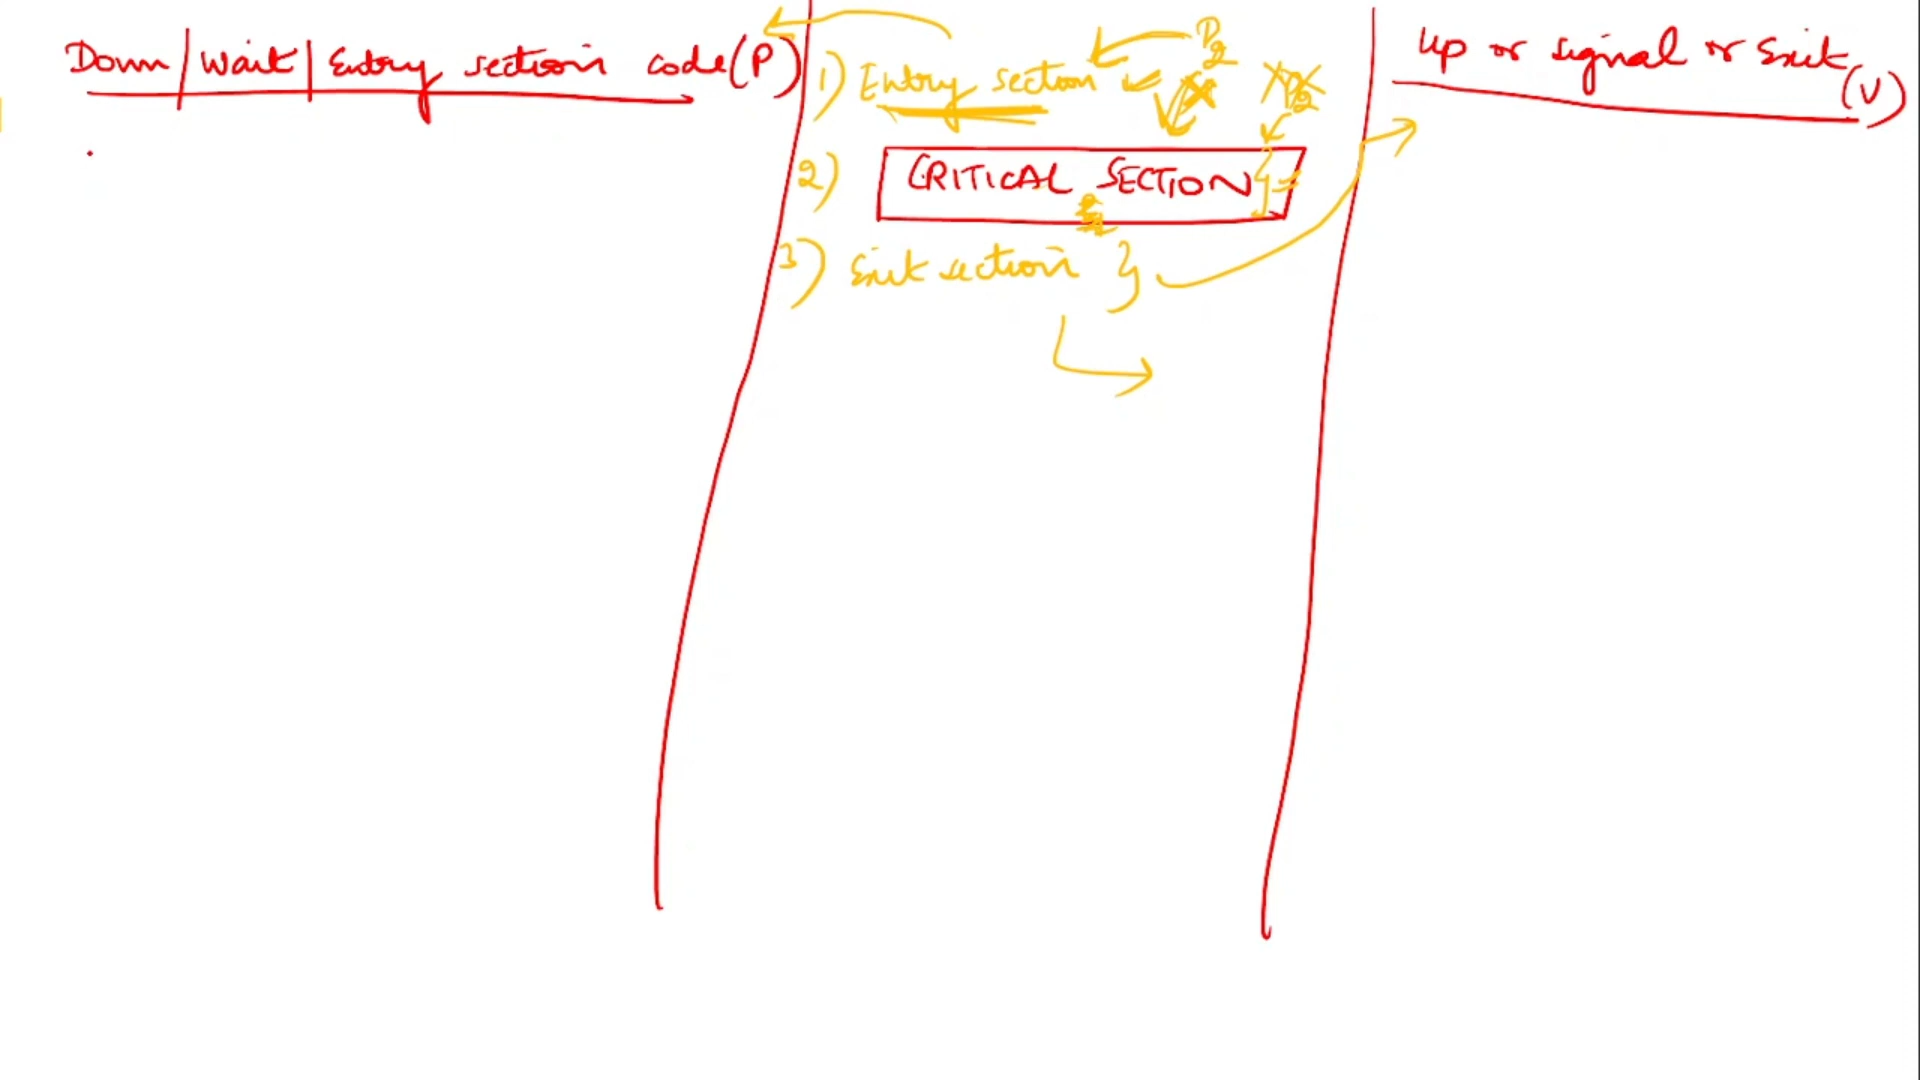 Down | Wait | Entry section code (P)
1) Entry section
P2
2) CRITICAL SECTION
3) Exit section }
Up or signal or Exit (V)